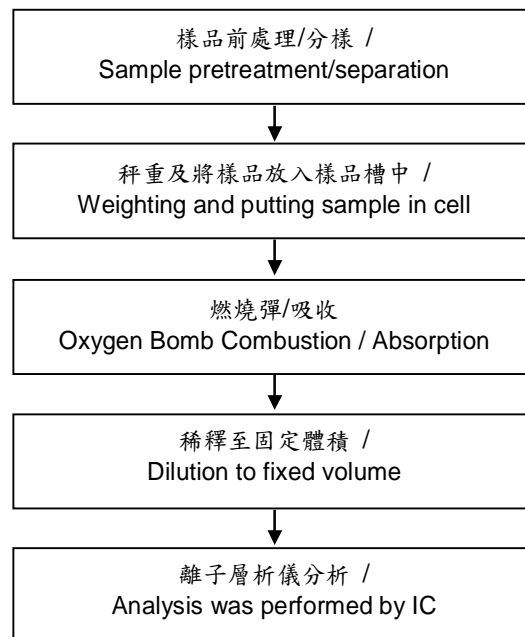 樣品前處理/分樣 /
Sample pretreatment/separation
秤重及將樣品放入樣品槽中 /
Weighting and putting sample in cell
燃燒彈/吸收
Oxygen Bomb Combustion / Absorption
稀釋至固定體積 /
Dilution to fixed volume
離子層析儀分析 /
Analysis was performed by IC